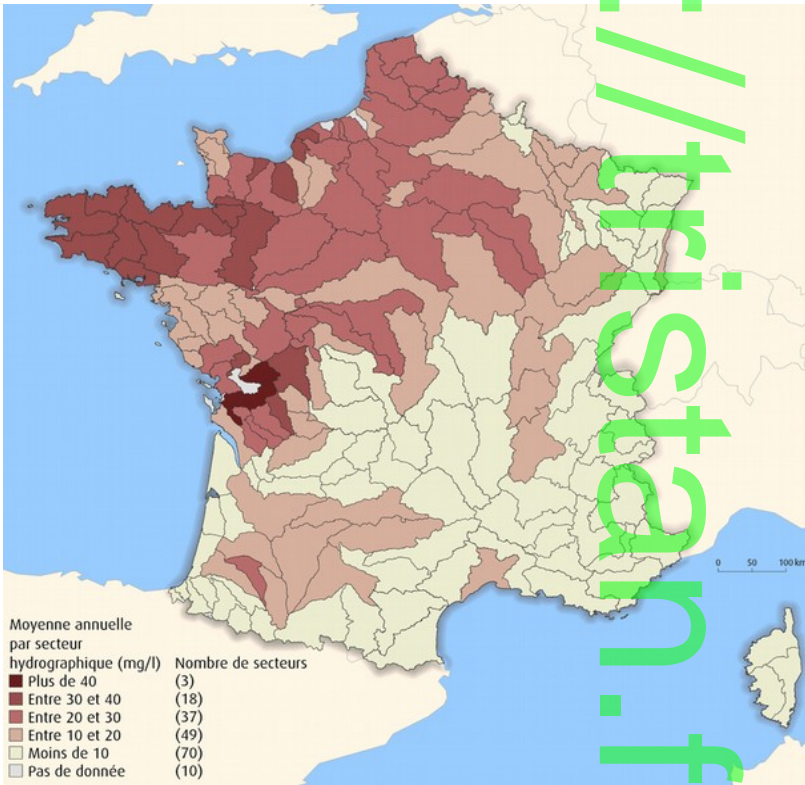 ://tristan.f
0 50 100 km
Moyenne annuelle
par secteur
hydrographique (mg/l) Nombre de secteurs
Plus de 40 (3)
Entre 30 et 40 (18)
Entre 20 et 30 (37)
Entre 10 et 20 (49)
Moins de 10 (70)
Pas de donnée (10)